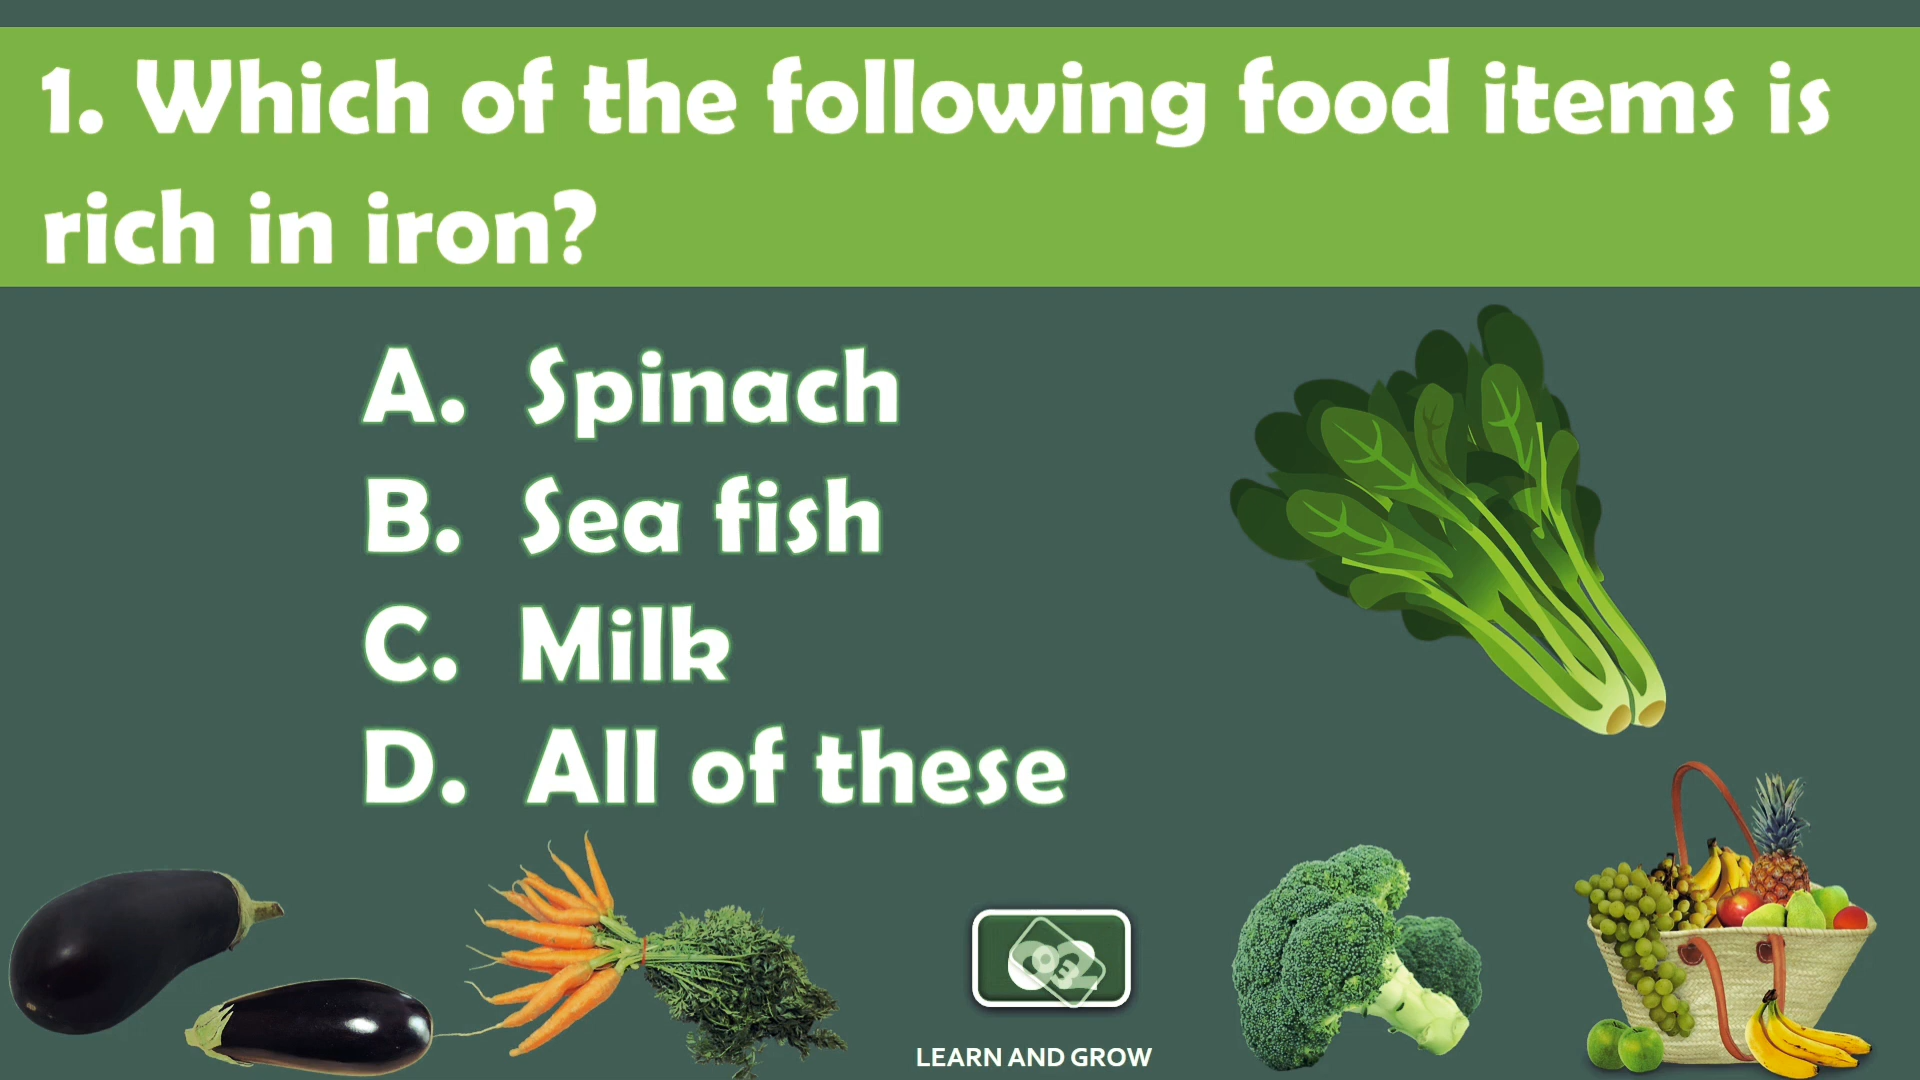 1. Which of the following food items is
rich in iron?
A. Spinach
B. Sea fish
C. Milk
D. All of these
LEARN AND GROW